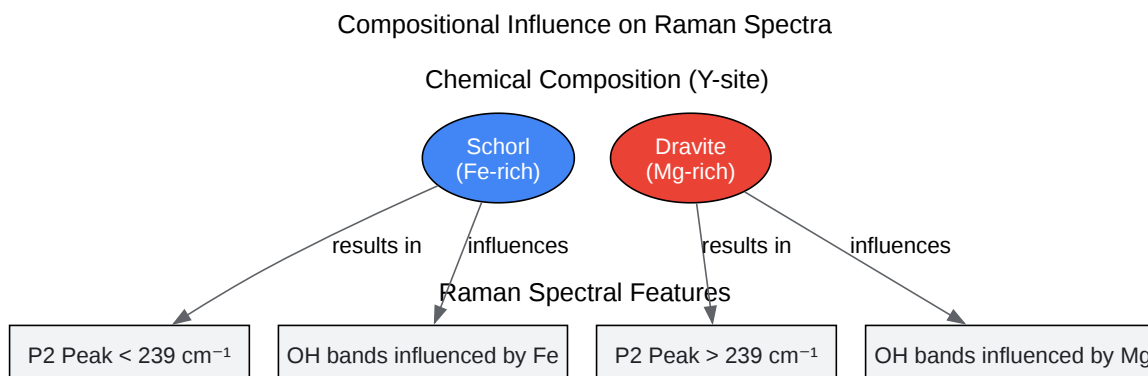 Compositional Influence on Raman Spectra
Chemical Composition (Y-site)
Schorl
(Fe-rich)
Dravite
(Mg-rich)
results in
influences
results in
influences
Raman Spectral Features
P2 Peak < 239 cm⁻¹
OH bands influenced by Fe
P2 Peak > 239 cm⁻¹
OH bands influenced by Mg